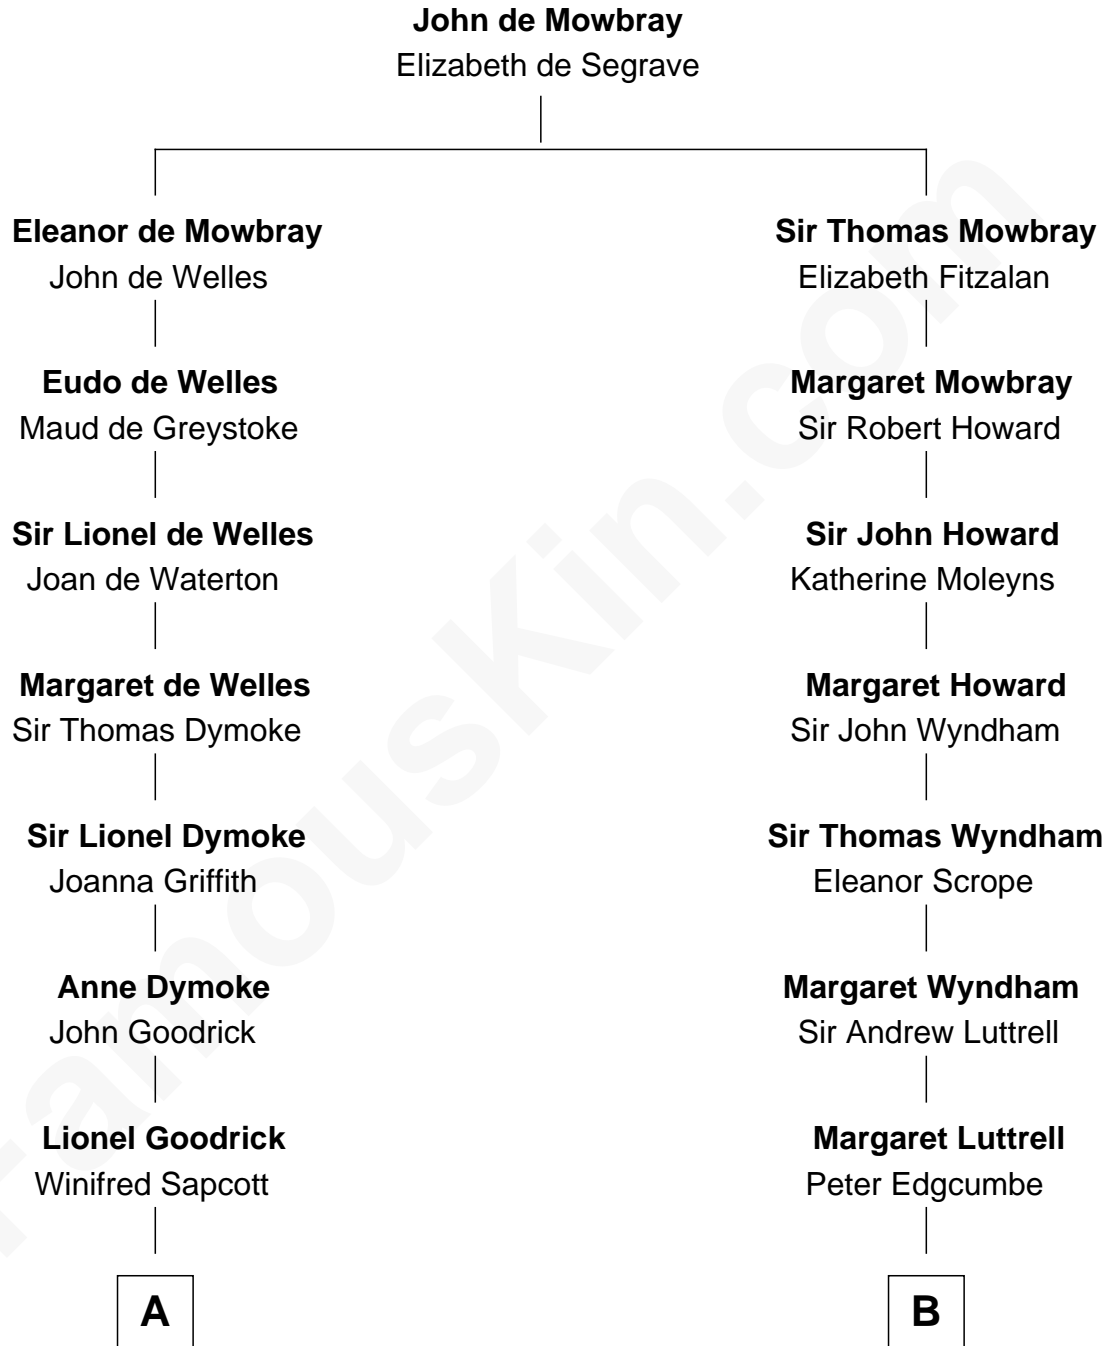 John de Mowbray
Elizabeth de Segrave
Eleanor de Mowbray
John de Welles
Sir Thomas Mowbray
Elizabeth Fitzalan
Eudo de Welles
Maud de Greystoke
Margaret Mowbray
Sir Robert Howard
Sir Lionel de Welles
Joan de Waterton
Sir John Howard
Katherine Moleyns
Margaret de Welles
Sir Thomas Dymoke
Margaret Howard
Sir John Wyndham
Sir Lionel Dymoke
Joanna Griffith
Sir Thomas Wyndham
Eleanor Scrope
Anne Dymoke
John Goodrick
Margaret Wyndham
Sir Andrew Luttrell
Lionel Goodrick
Winifred Sapcott
Margaret Luttrell
Peter Edgcumbe
A
B
FamousKin.com